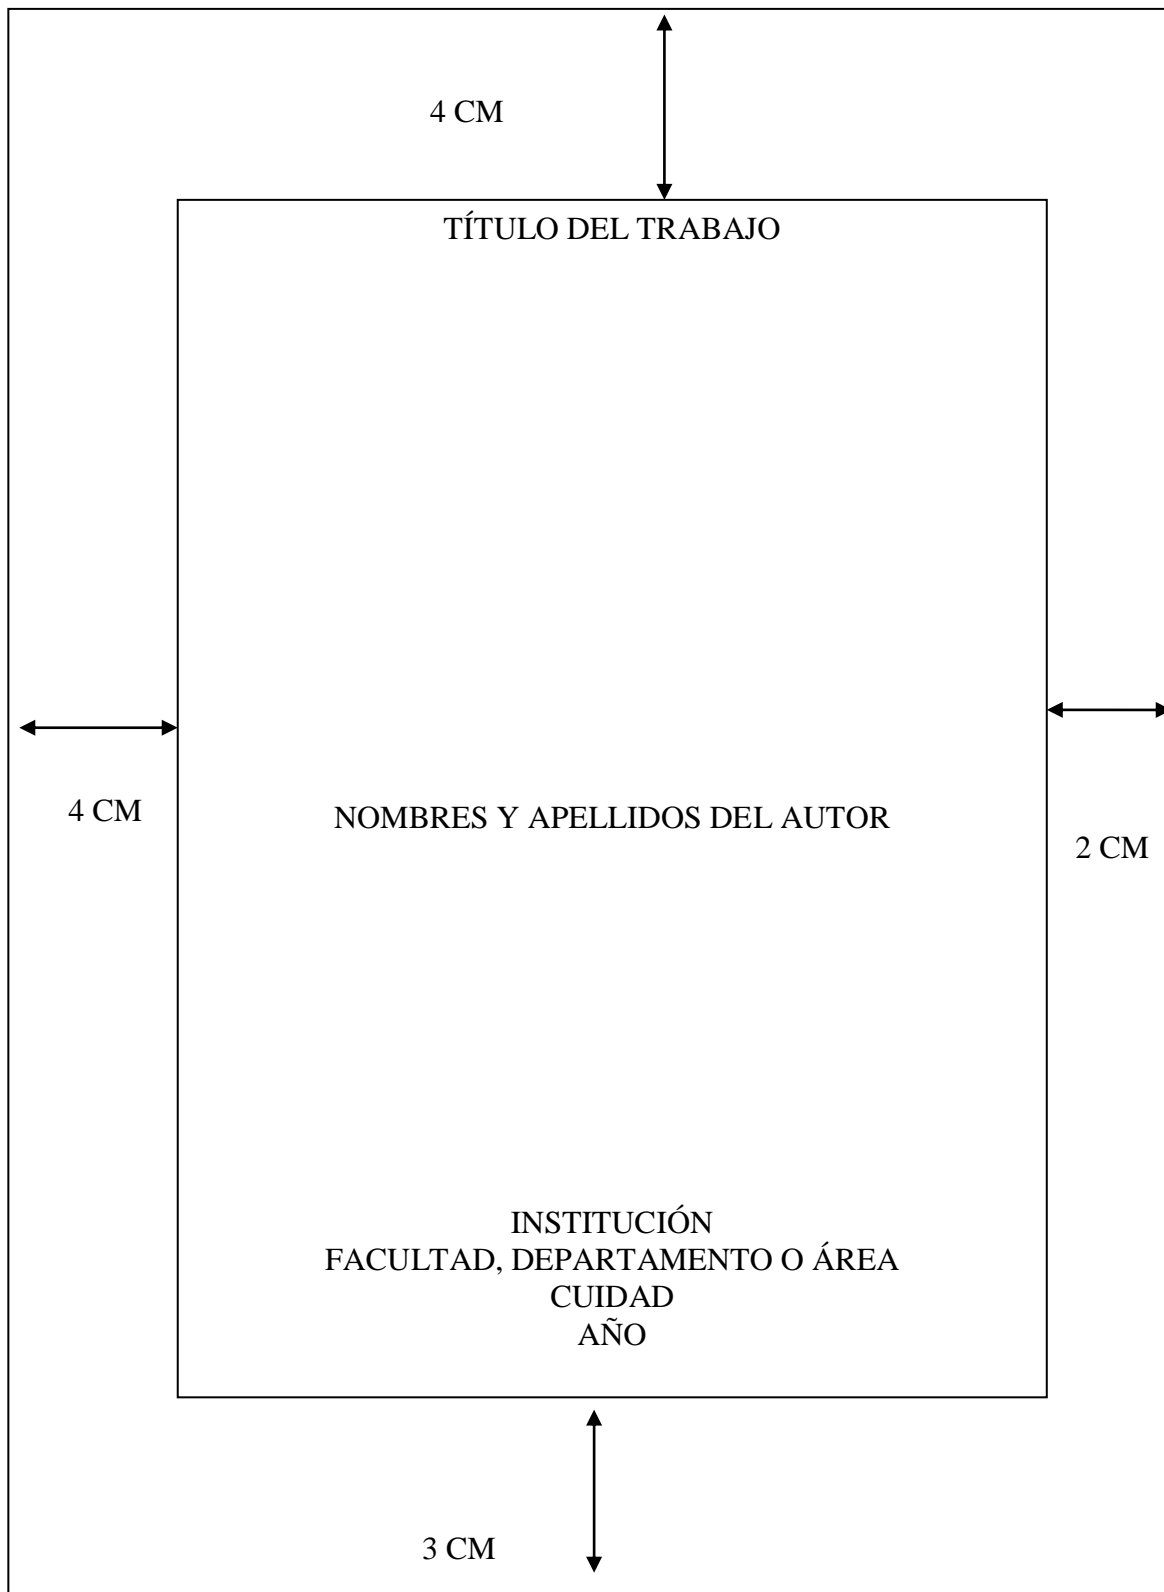 4 CM
TÍTULO DEL TRABAJO
4 CM
NOMBRES Y APELLIDOS DEL AUTOR
2 CM
INSTITUCIÓN
FACULTAD, DEPARTAMENTO O ÁREA
CUIDAD
AÑO
3 CM